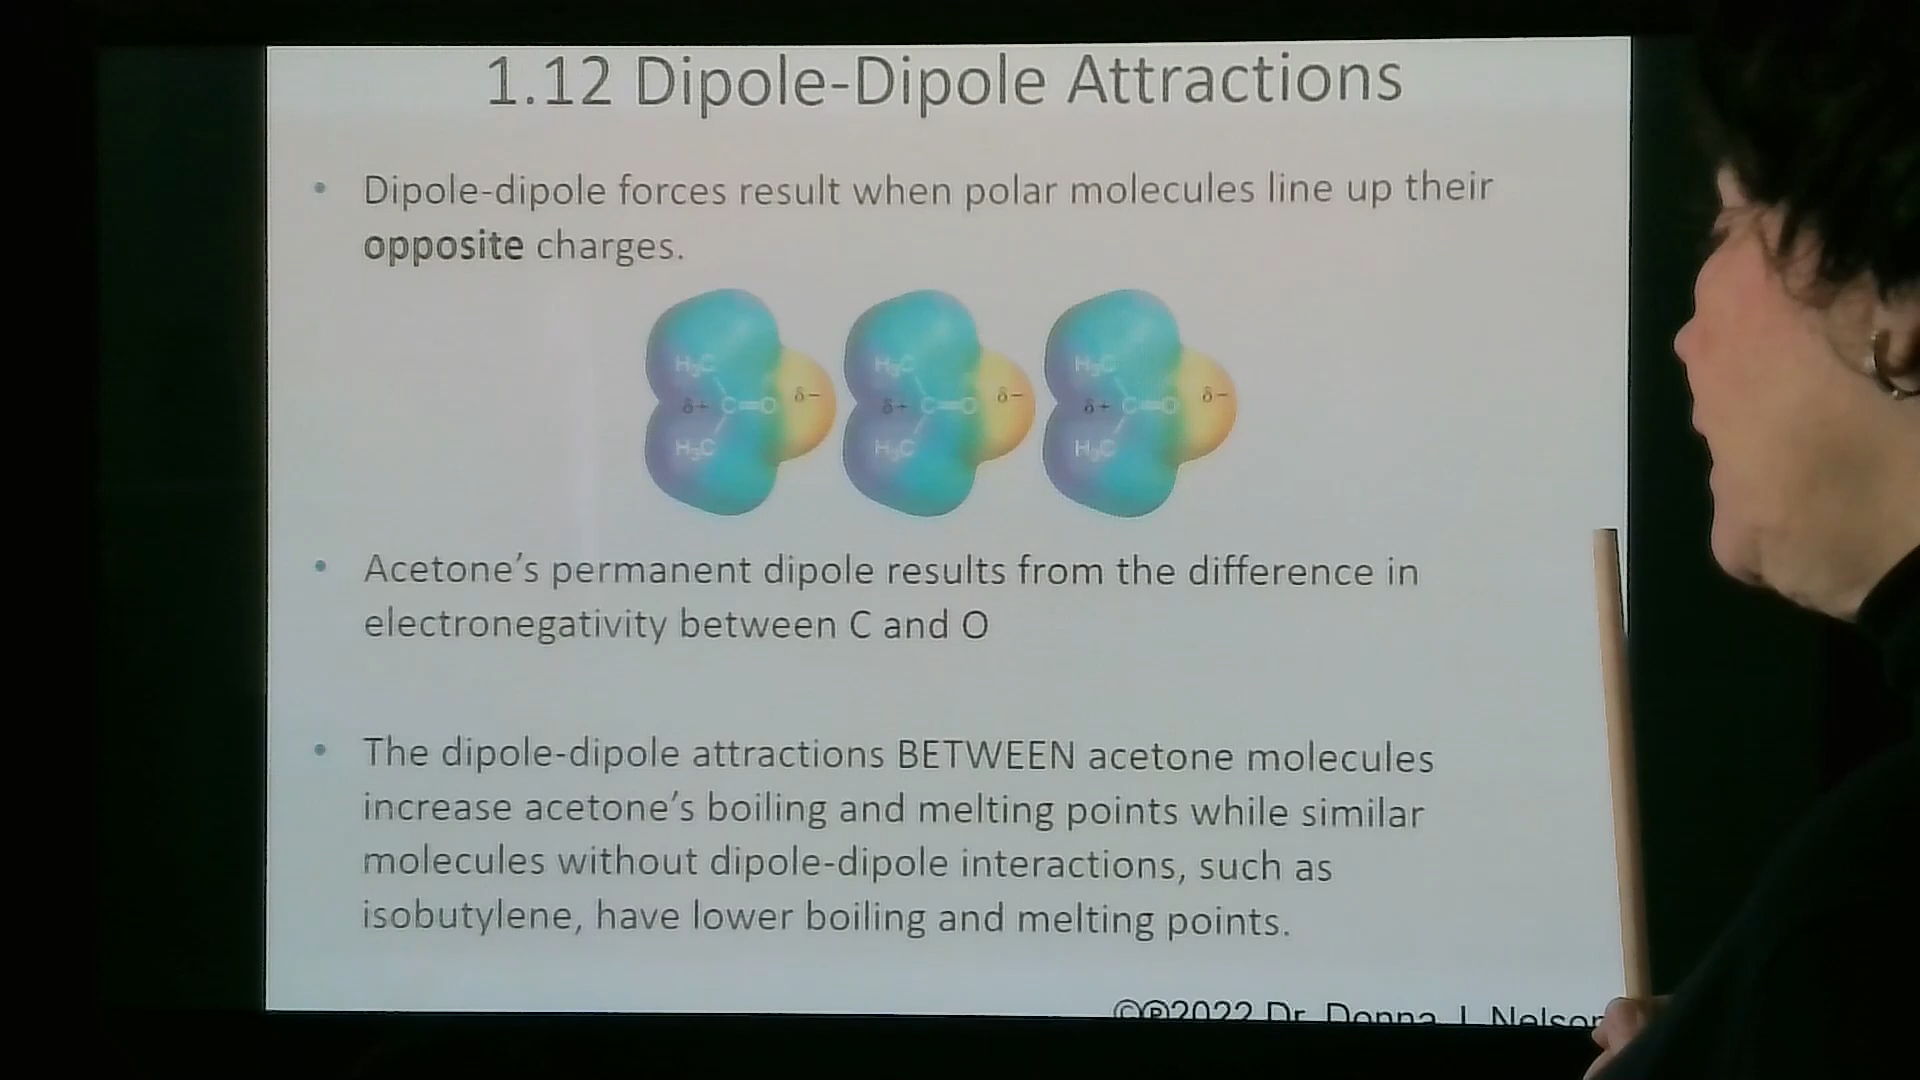 1.12 Dipole-Dipole Attractions
• Dipole-dipole forces result when polar molecules line up their
opposite charges.
H₃C H₃C H₃C
δ+ C=O δ− δ+ C=O δ− δ+ C=O δ−
H₃C H₃C H₃C
• Acetone’s permanent dipole results from the difference in
electronegativity between C and O
• The dipole-dipole attractions BETWEEN acetone molecules
increase acetone’s boiling and melting points while similar
molecules without dipole-dipole interactions, such as
isobutylene, have lower boiling and melting points.
©℗2022 Dr. Donna J. Nelson